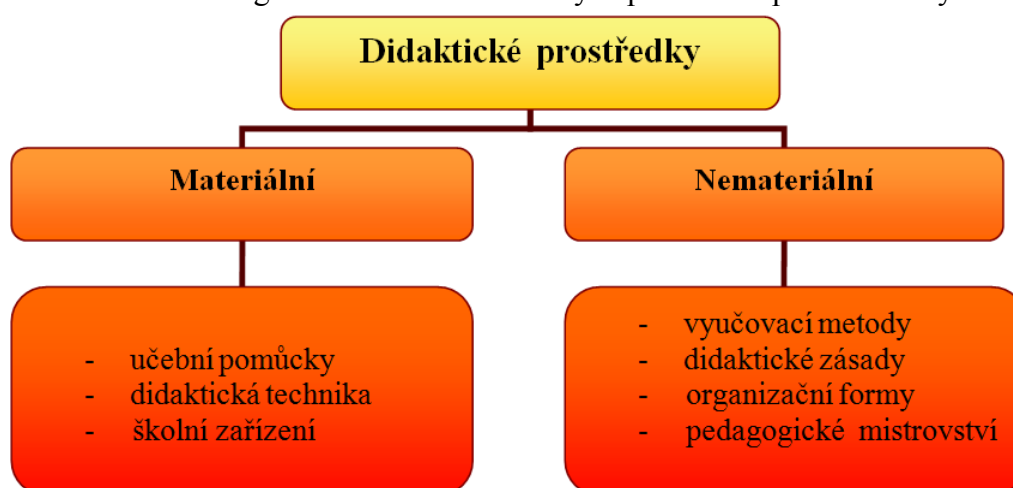 Didaktické prostředky
Materiální
Nemateriální
- učební pomůcky
- didaktická technika
- školní zařízení
- vyučovací metody
- didaktické zásady
- organizační formy
- pedagogické mistrovství